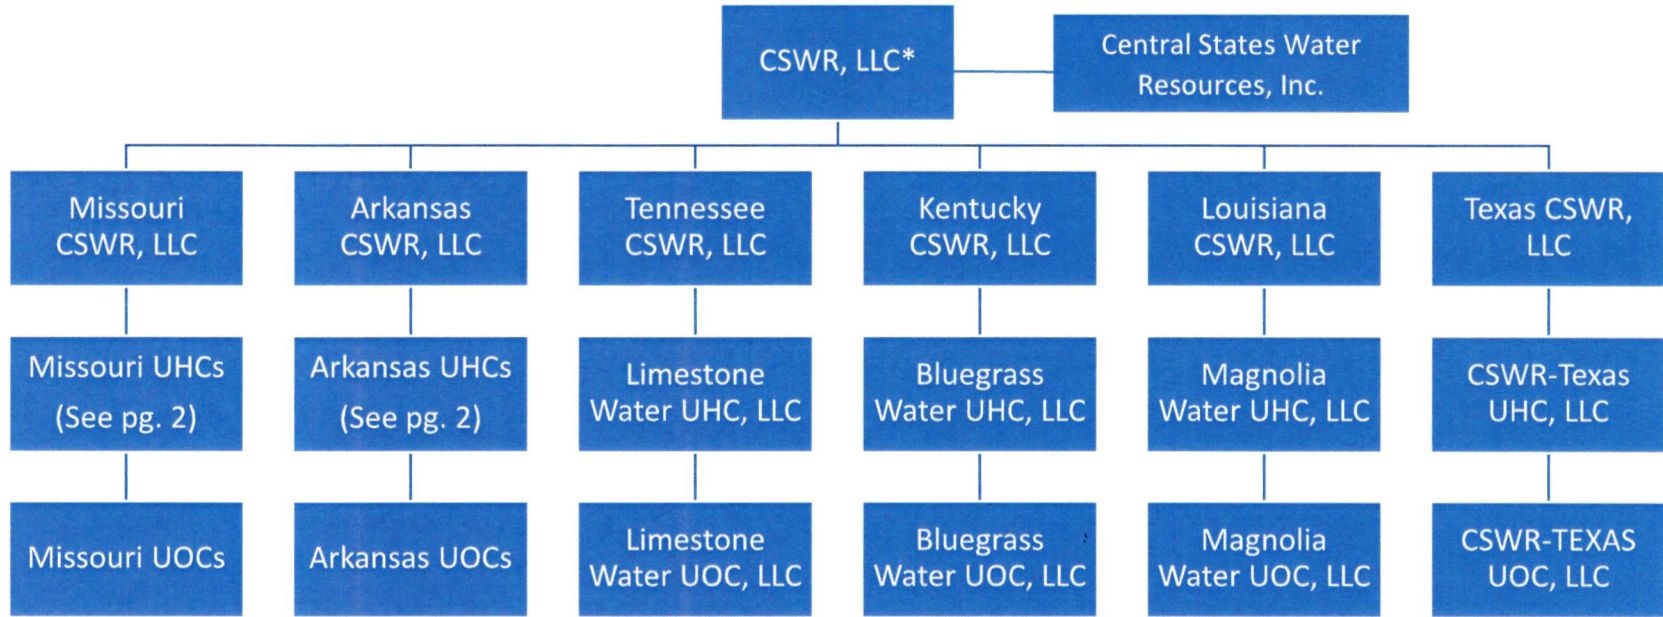 CSWR, LLC*
Central States Water
Resources, Inc.
Missouri
CSWR, LLC
Arkansas
CSWR, LLC
Tennessee
CSWR, LLC
Kentucky
CSWR, LLC
Louisiana
CSWR, LLC
Texas CSWR,
LLC
Missouri UHCs
(See pg. 2)
Arkansas UHCs
(See pg. 2)
Limestone
Water UHC, LLC
Bluegrass
Water UHC, LLC
Magnolia
Water UHC, LLC
CSWR-Texas
UHC, LLC
Missouri UOCs
Arkansas UOCs
Limestone
Water UOC, LLC
Bluegrass
Water UOC, LLC
Magnolia
Water UOC, LLC
CSWR-TEXAS
UOC, LLC